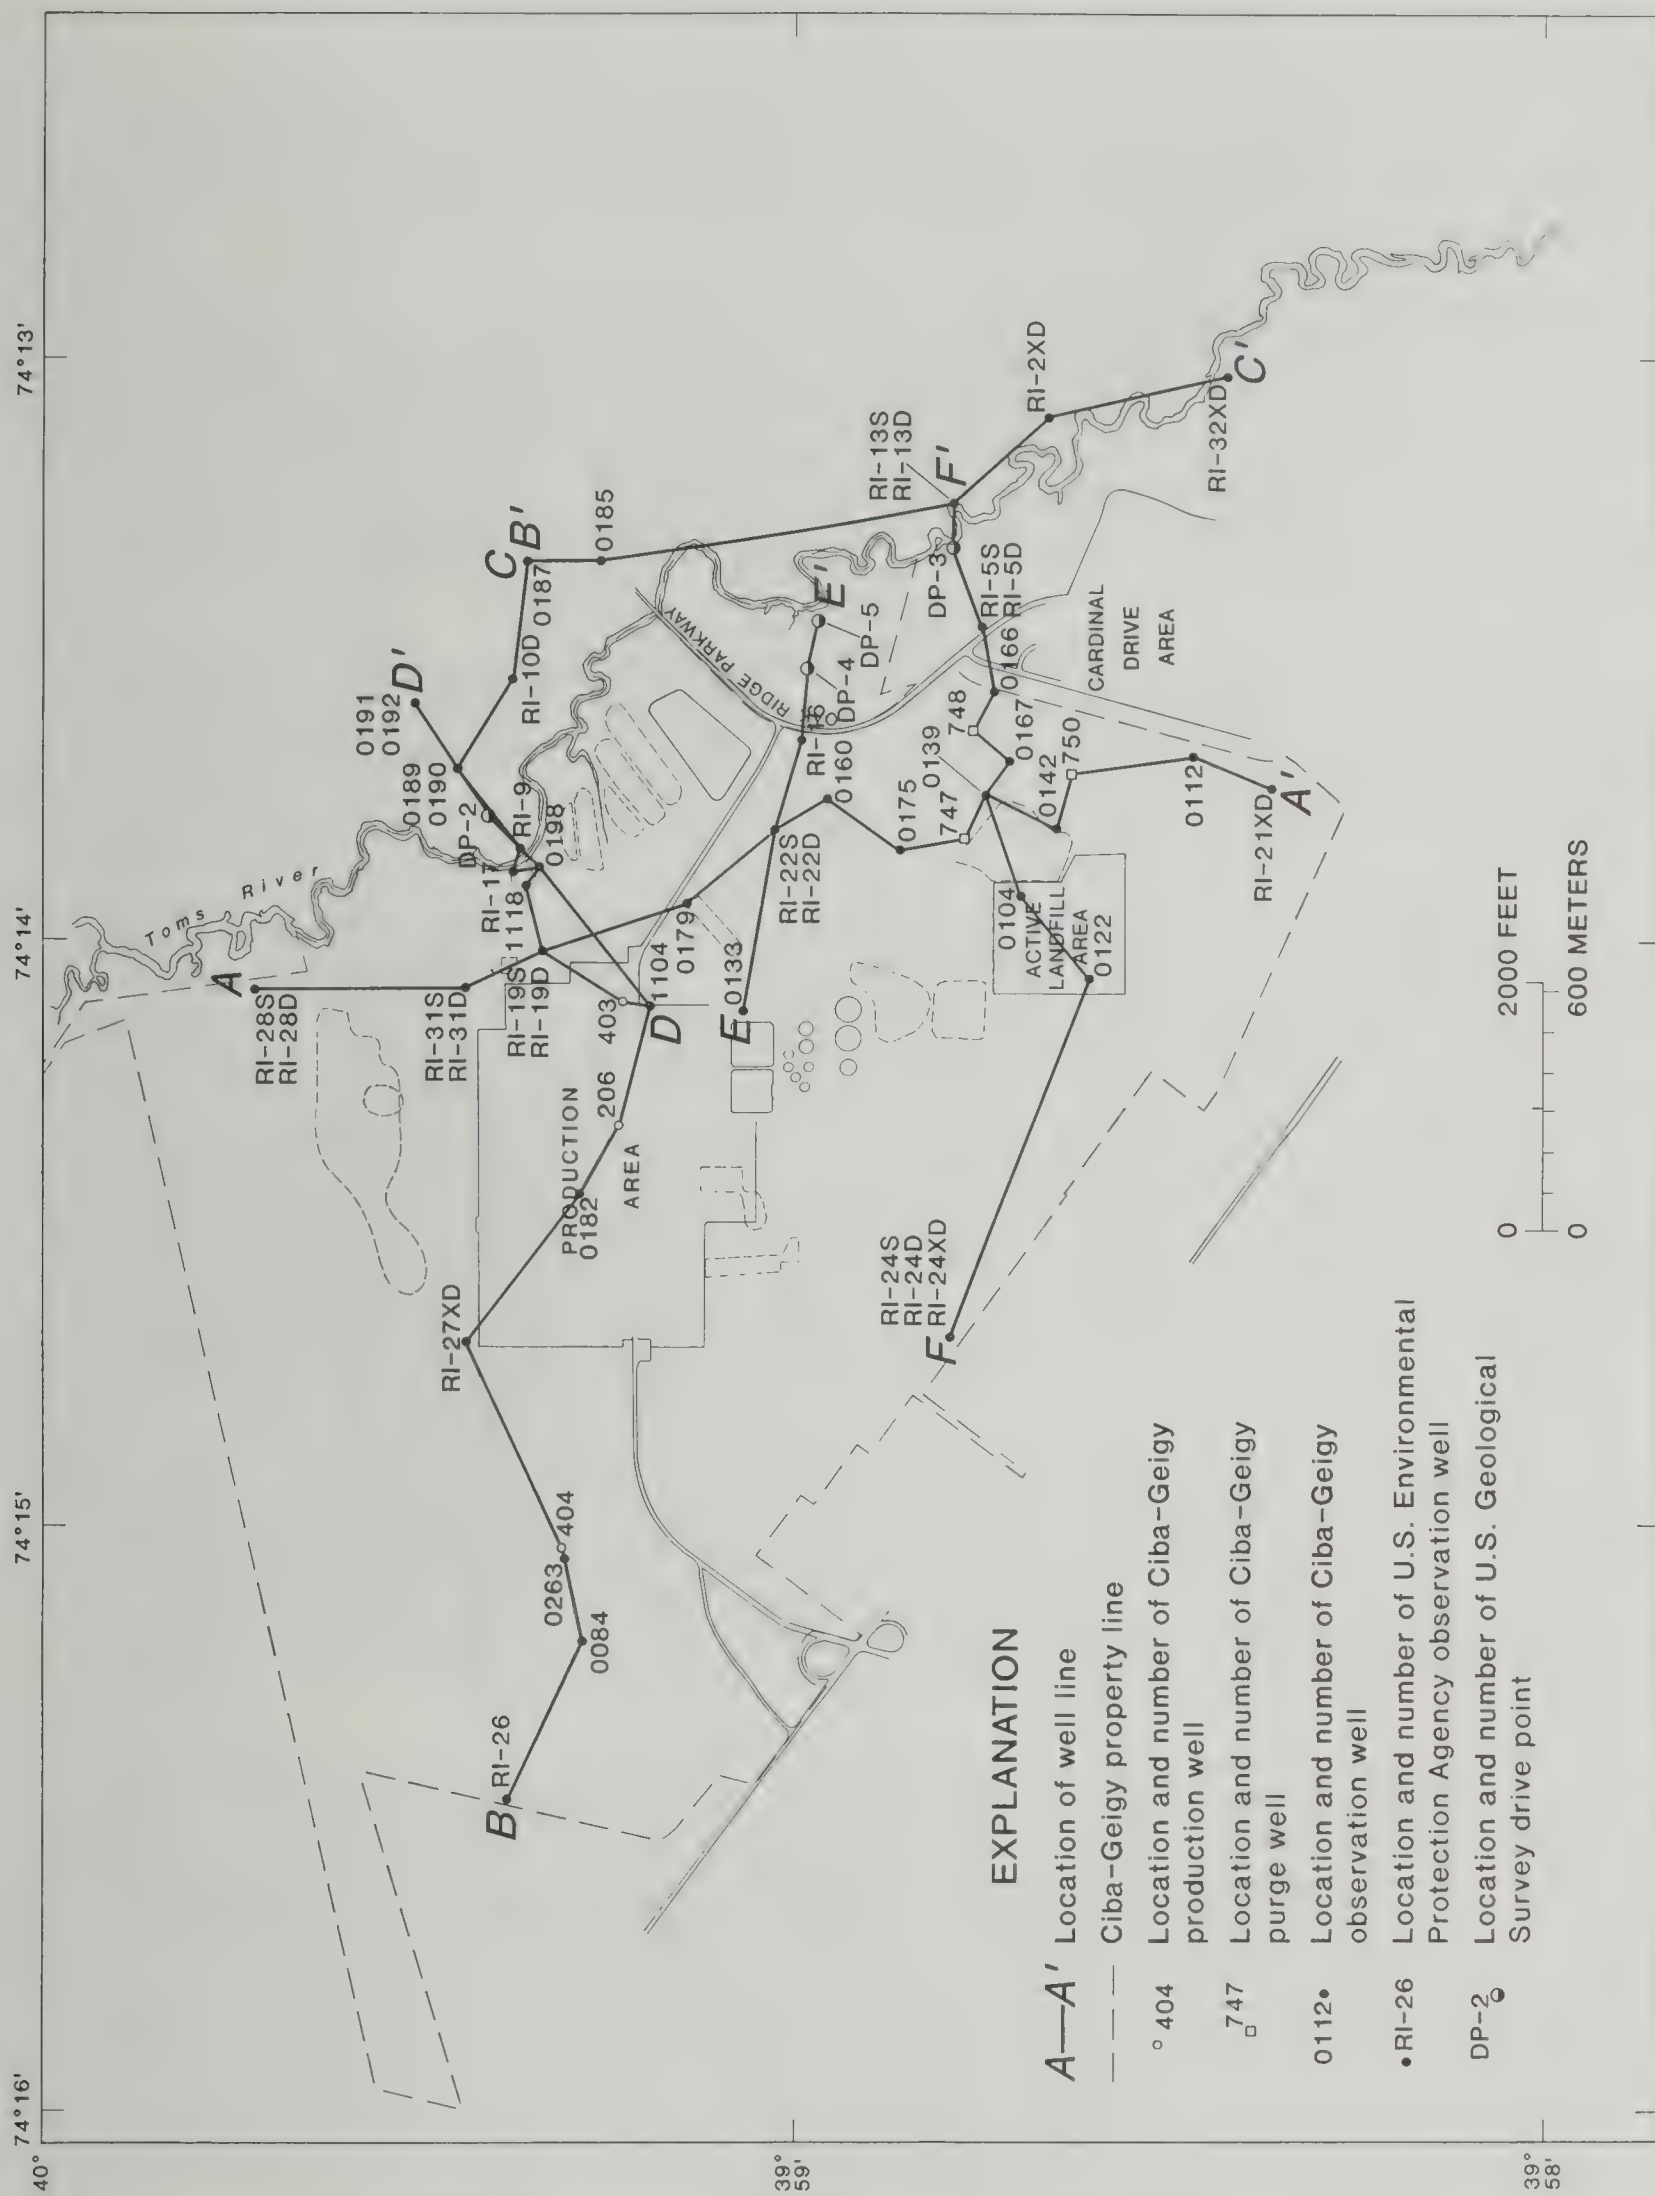 74°16'
74°15'
74°14'
74°13'
40°
39°
59'
39°
58'
A
RI-28S
RI-28D
RI-31S
RI-31D
RI-19S
RI-19D
1118
RI-17
RI-9
0198
DP-2
0189
0190
0191
0192
D'
RI-10D
C
B'
0187
0185
Toms River
RI-27XD
B
RI-26
0084
0263
404
PRODUCTION
AREA
0182
206
403
1104
D
0179
E
0133
RI-22S
RI-22D
0160
RI-16
DP-4
DP-5
E'
RIDGE PARKWAY
0175
747
0139
748
0167
0166
RI-5S
RI-5D
DP-3
F'
RI-13S
RI-13D
RI-2XD
RI-32XD
C'
CARDINAL
DRIVE
AREA
0142
750
0112
RI-21XD
A'
0104
ACTIVE
LANDFILL
AREA
0122
F
RI-24S
RI-24D
RI-24XD
0 2000 FEET
0 600 METERS
EXPLANATION
A—A' Location of well line
Ciba-Geigy property line
404 Location and number of Ciba-Geigy
production well
747 Location and number of Ciba-Geigy
purge well
0112 Location and number of Ciba-Geigy
observation well
RI-26 Location and number of U.S. Environmental
Protection Agency observation well
DP-2 Location and number of U.S. Geological
Survey drive point